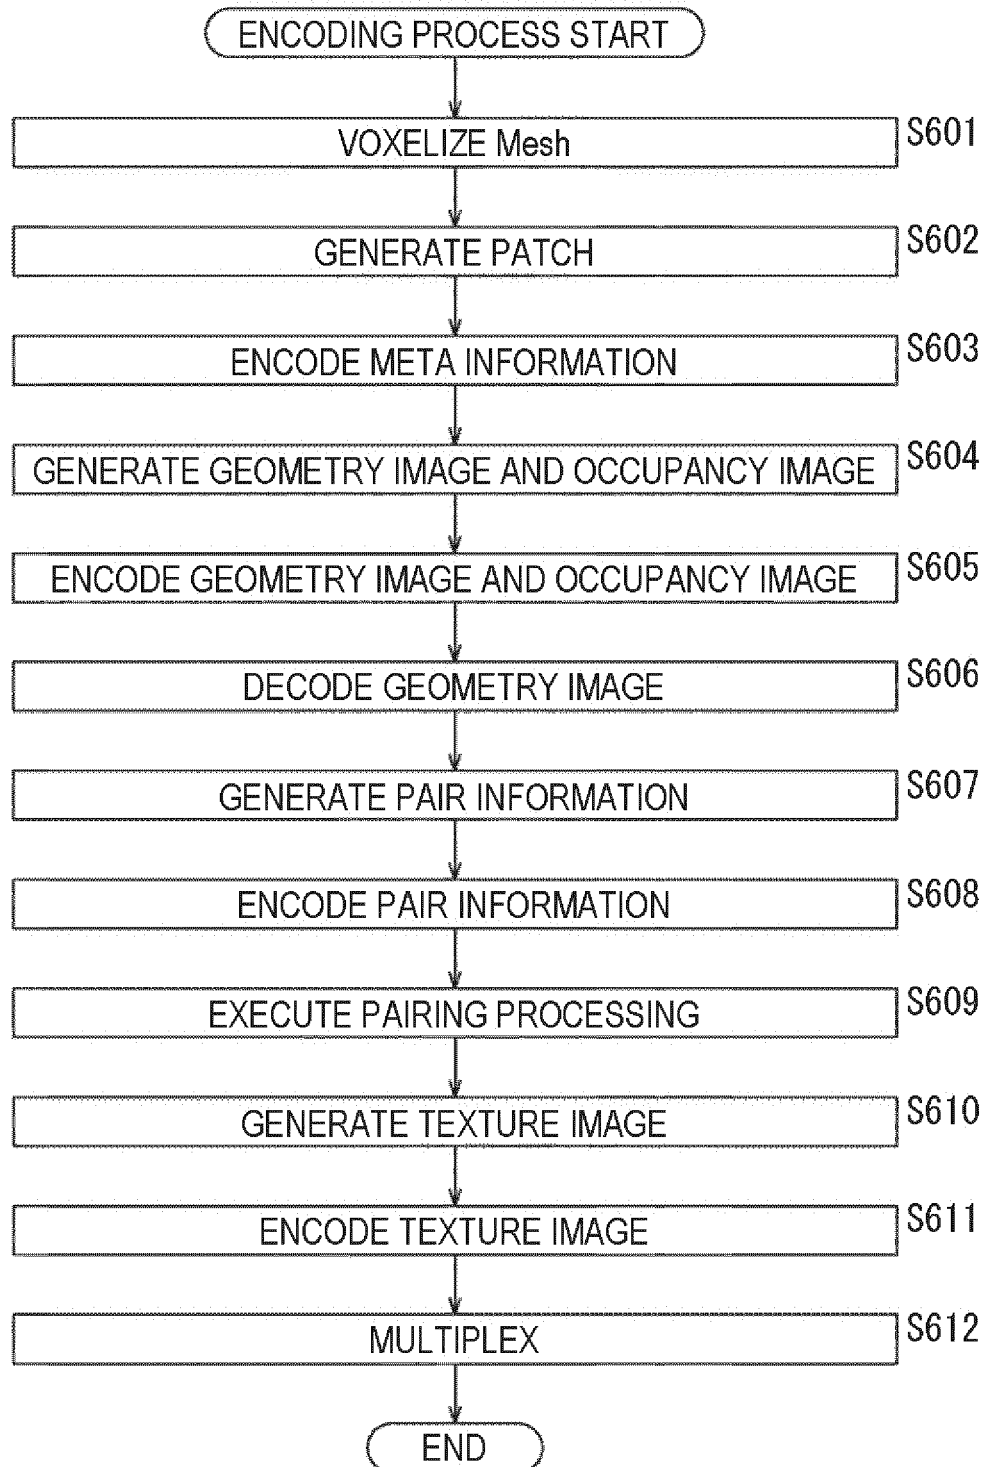 ENCODING PROCESS START
VOXELIZE Mesh
S601
GENERATE PATCH
S602
ENCODE META INFORMATION
S603
GENERATE GEOMETRY IMAGE AND OCCUPANCY IMAGE
S604
ENCODE GEOMETRY IMAGE AND OCCUPANCY IMAGE
S605
DECODE GEOMETRY IMAGE
S606
GENERATE PAIR INFORMATION
S607
ENCODE PAIR INFORMATION
S608
EXECUTE PAIRING PROCESSING
S609
GENERATE TEXTURE IMAGE
S610
ENCODE TEXTURE IMAGE
S611
MULTIPLEX
S612
END